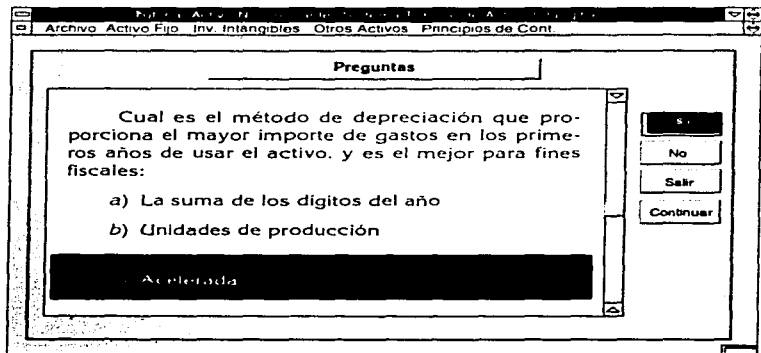 Archivo Activo Fijo Inv. Intangibles Otros Activos Principios de Cont.
Preguntas
Cual es el método de depreciación que pro-
porciona el mayor importe de gastos en los prime-
ros años de usar el activo, y es el mejor para fines
fiscales:
a) La suma de los dígitos del año
b) Unidades de producción
Acelerada
Si
No
Salir
Continuar